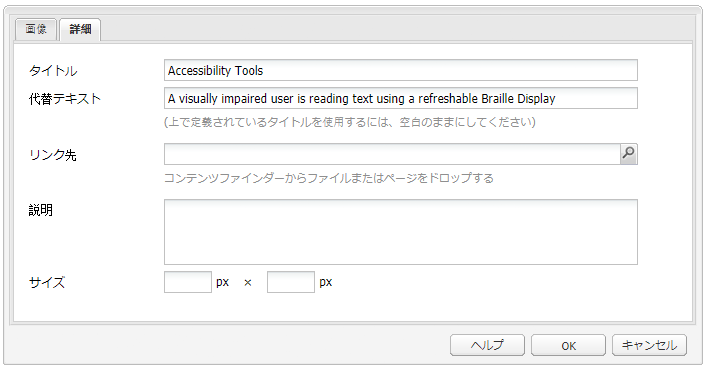 画像 詳細
タイトル Accessibility Tools
代替テキスト A visually impaired user is reading text using a refreshable Braille Display
(上で定義されているタイトルを使用するには、空白のままにしてください)
リンク先
コンテンツファインダーからファイルまたはページをドロップする
説明
サイズ px × px
ヘルプ OK キャンセル